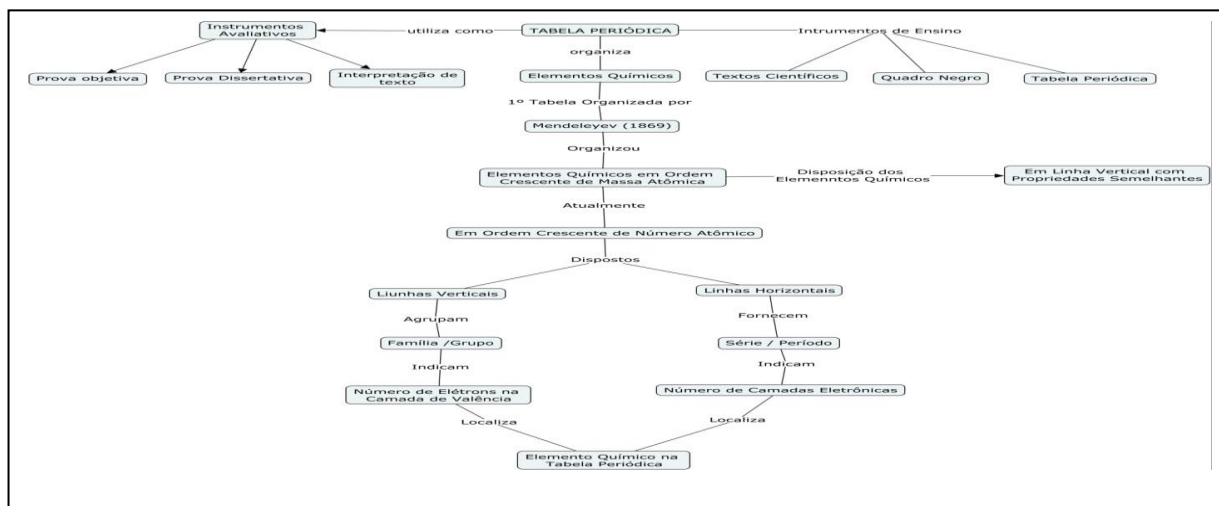 Instrumentos
Avaliativos
utiliza como
TABELA PERIÓDICA
Intrumentos de Ensino
organiza
Prova objetiva
Prova Dissertativa
Interpretação de
texto
Elementos Químicos
Textos Científicos
Quadro Negro
Tabela Periódica
1º Tabela Organizada por
Mendeleyev (1869)
Organizou
Elementos Químicos em Ordem
Crescente de Massa Atômica
Disposição dos
Elemenntos Químicos
Em Linha Vertical com
Propriedades Semelhantes
Atualmente
Em Ordem Crescente de Número Atômico
Dispostos
Liunhas Verticais
Linhas Horizontais
Agrupam
Fornecem
Família /Grupo
Série / Período
Indicam
Indicam
Número de Elétrons na
Camada de Valência
Número de Camadas Eletrônicas
Localiza
Localiza
Elemento Químico na
Tabela Periódica